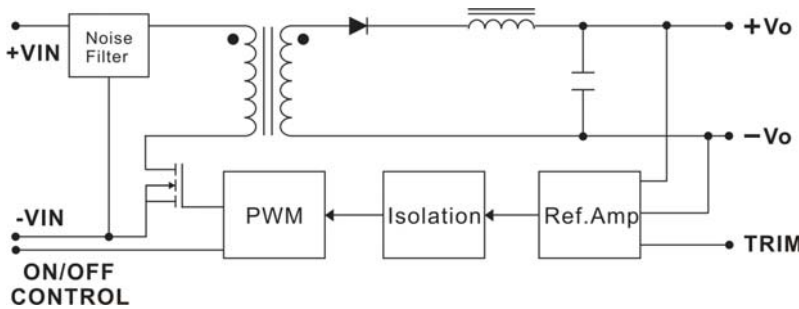 +VIN
Noise
Filter
+Vo
−Vo
-VIN
PWM
Isolation
Ref.Amp
TRIM
ON/OFF
CONTROL